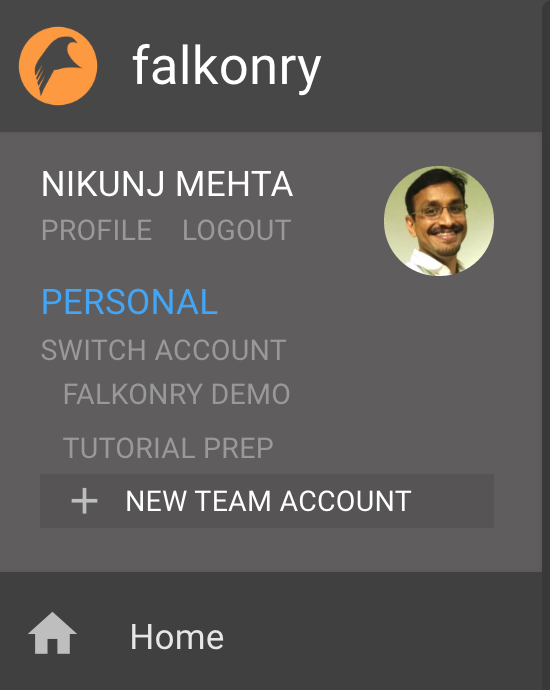 falkonry
NIKUNJ MEHTA
PROFILE LOGOUT
PERSONAL
SWITCH ACCOUNT
FALKONRY DEMO
TUTORIAL PREP
+ NEW TEAM ACCOUNT
Home